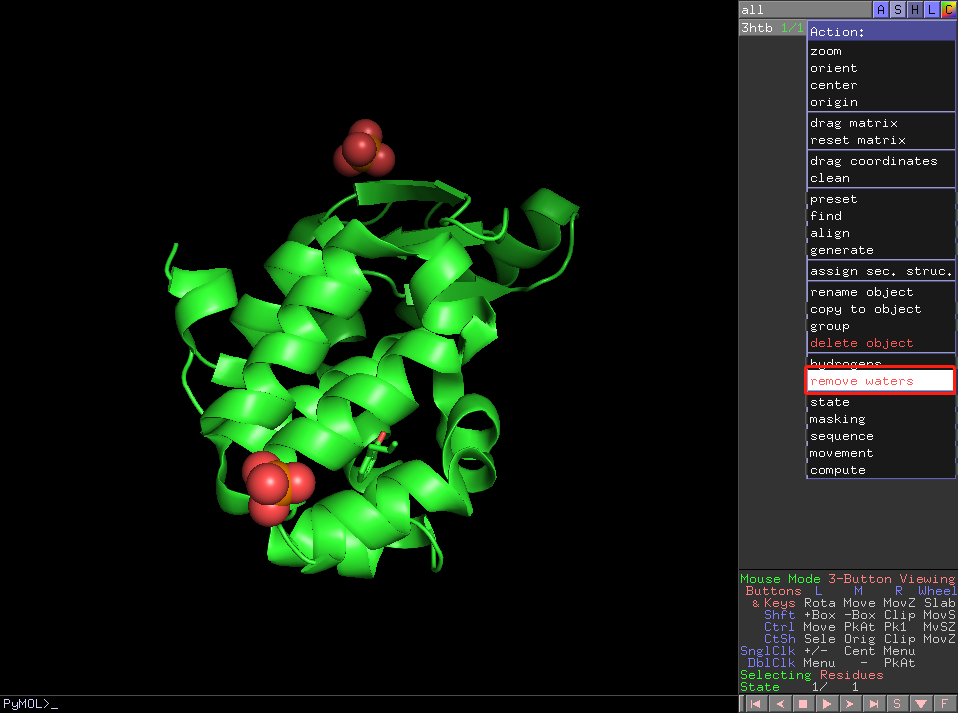 all A S H L C
3htb 1/1 Action:
zoom
orient
center
origin
drag matrix
reset matrix
drag coordinates
clean
preset
find
align
generate
assign sec. struc.
rename object
copy to object
group
delete object
hydrogens
remove waters
state
masking
sequence
movement
compute
Mouse Mode 3-Button Viewing
Buttons L M R Wheel
& Keys Rota Move MovZ Slab
Shft +Box -Box Clip MovS
Ctrl Move PkAt Pk1 MvSZ
CtSh Sele Orig Clip MovZ
SnglClk +/- Cent Menu
DblClk Menu - PkAt
Selecting Residues
State 1/ 1
PyMOL>_ S F